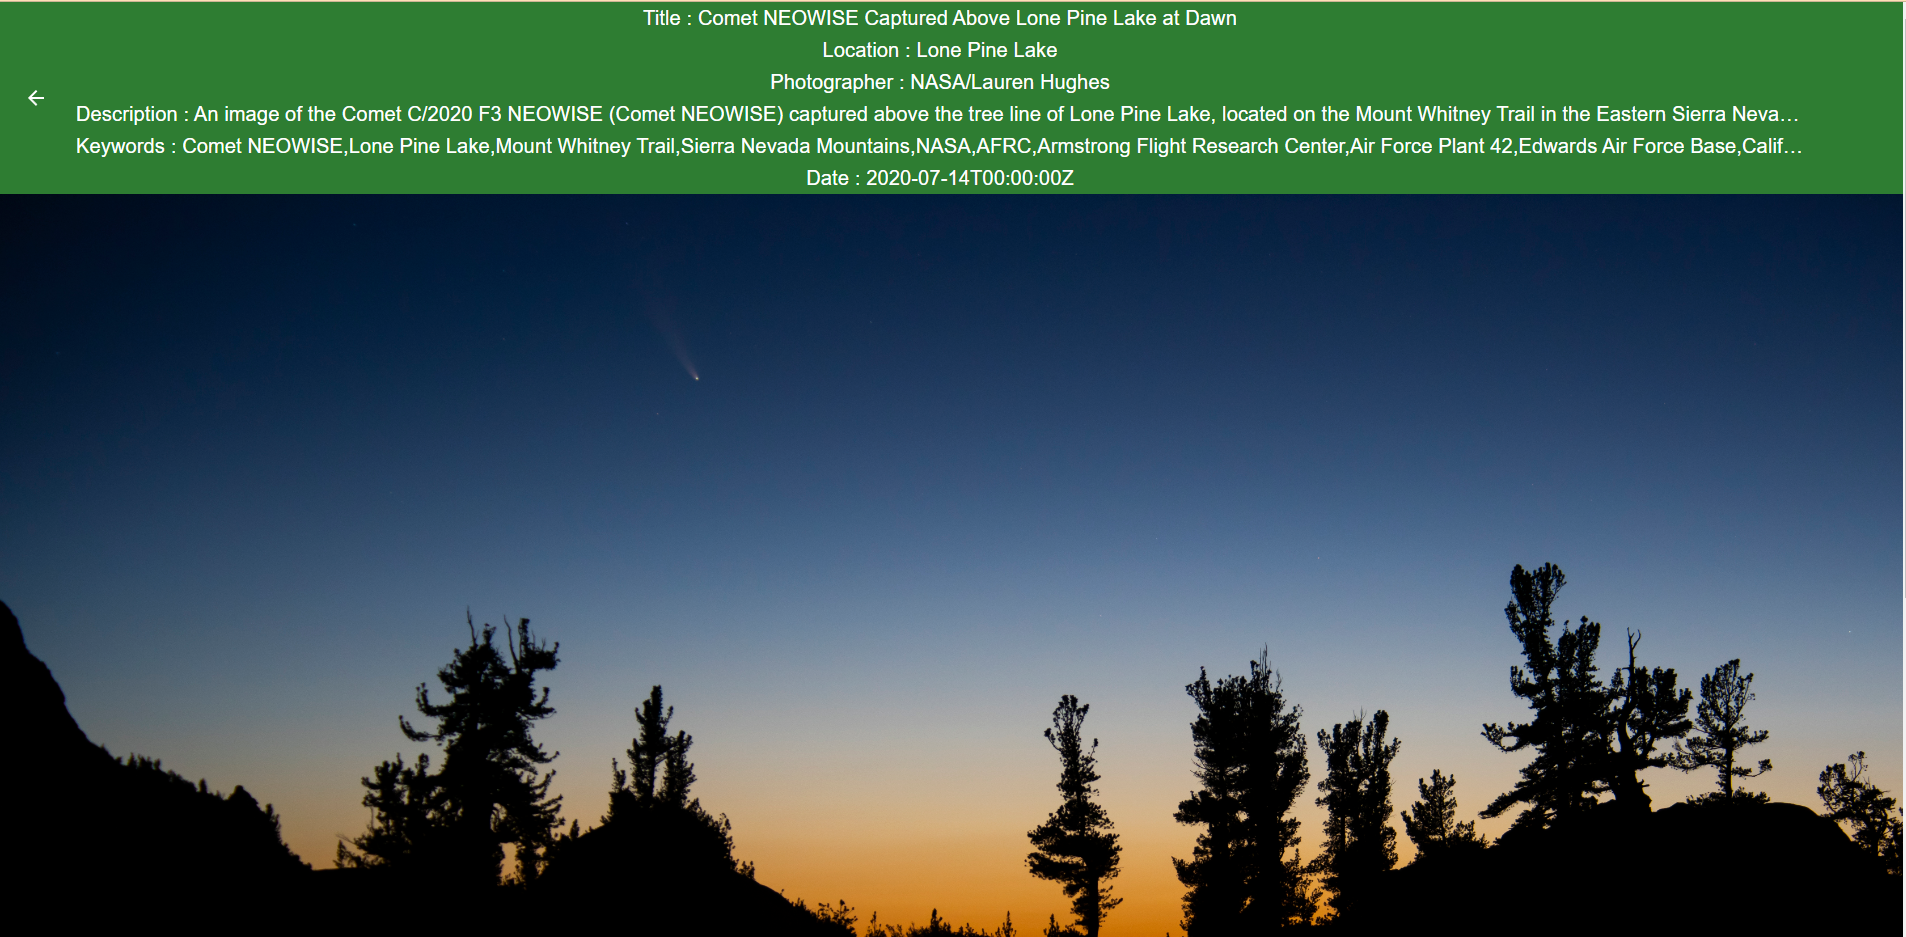 Title : Comet NEOWISE Captured Above Lone Pine Lake at Dawn
Location : Lone Pine Lake
Photographer : NASA/Lauren Hughes
Description : An image of the Comet C/2020 F3 NEOWISE (Comet NEOWISE) captured above the tree line of Lone Pine Lake, located on the Mount Whitney Trail in the Eastern Sierra Neva...
Keywords : Comet NEOWISE,Lone Pine Lake,Mount Whitney Trail,Sierra Nevada Mountains,NASA,AFRC,Armstrong Flight Research Center,Air Force Plant 42,Edwards Air Force Base,Calif...
Date : 2020-07-14T00:00:00Z